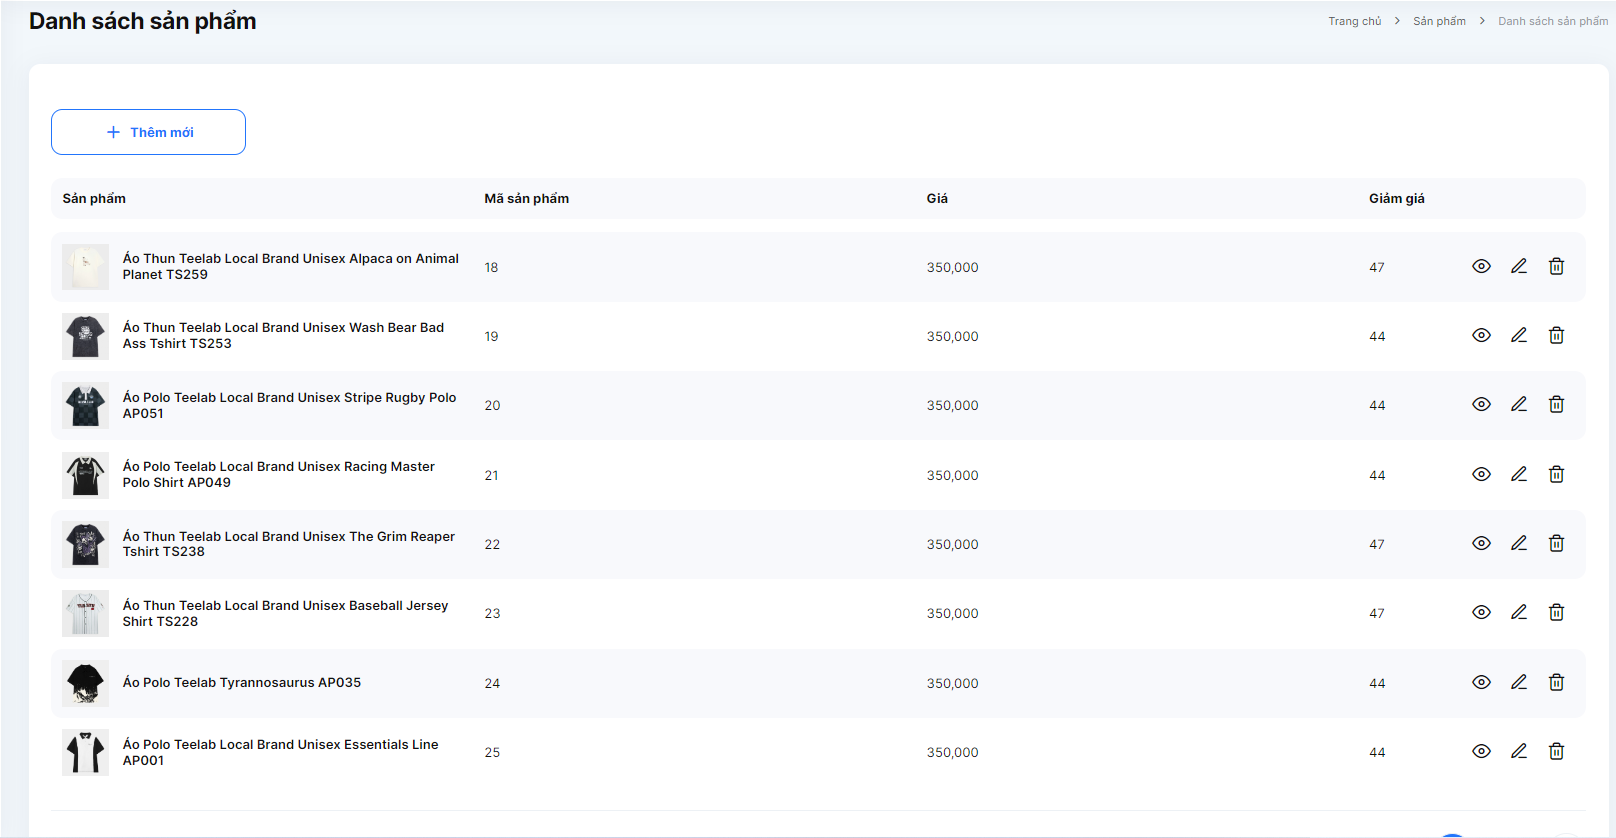 Danh sách sản phẩm
Trang chủ > Sản phẩm > Danh sách sản phẩm
+ Thêm mới
Sản phẩm Mã sản phẩm Giá Giảm giá
Áo Thun Teelab Local Brand Unisex Alpaca on Animal
Planet TS259
18 350,000 47
Áo Thun Teelab Local Brand Unisex Wash Bear Bad
Ass Tshirt TS253
19 350,000 44
Áo Polo Teelab Local Brand Unisex Stripe Rugby Polo
AP051
20 350,000 44
Áo Polo Teelab Local Brand Unisex Racing Master
Polo Shirt AP049
21 350,000 44
Áo Thun Teelab Local Brand Unisex The Grim Reaper
Tshirt TS238
22 350,000 47
Áo Thun Teelab Local Brand Unisex Baseball Jersey
Shirt TS228
23 350,000 47
Áo Polo Teelab Tyrannosaurus AP035
24 350,000 44
Áo Polo Teelab Local Brand Unisex Essentials Line
AP001
25 350,000 44